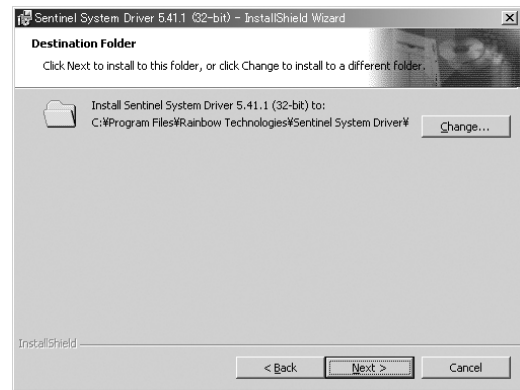 Sentinel System Driver 5.41.1 (32-bit) - InstallShield Wizard
Destination Folder
Click Next to install to this folder, or click Change to install to a different folder.
Install Sentinel System Driver 5.41.1 (32-bit) to:
C:¥Program Files¥Rainbow Technologies¥Sentinel System Driver¥
Change...
InstallShield
< Back
Next >
Cancel